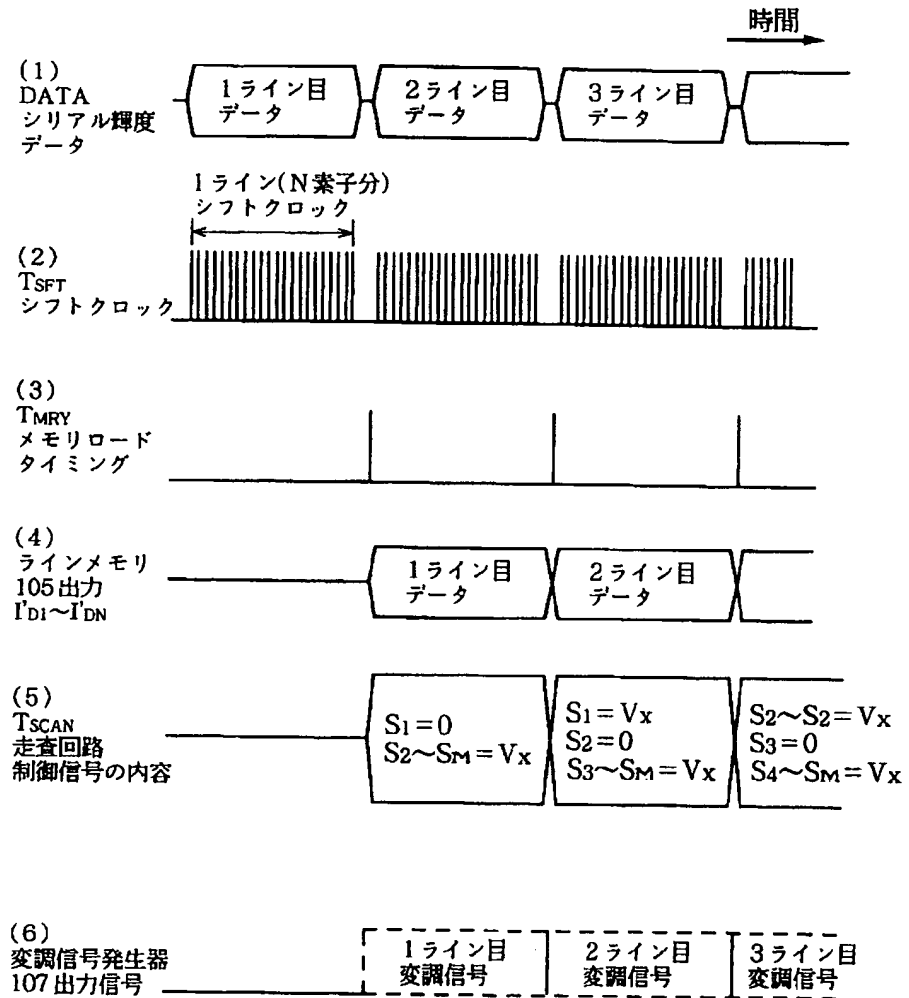 時間
(1)
DATA
シリアル輝度
データ
1ライン目
データ
2ライン目
データ
3ライン目
データ
1ライン(N素子分)
シフトクロック
(2)
TSFT
シフトクロック
(3)
TMRY
メモリロード
タイミング
(4)
ラインメモリ
105出力
I'D1～I'DN
1ライン目
データ
2ライン目
データ
(5)
TSCAN
走査回路
制御信号の内容
S1=0
S2～SM=Vx
S1=Vx
S2=0
S3～SM=Vx
S2～S2=Vx
S3=0
S4～SM=Vx
(6)
変調信号発生器
107出力信号
1ライン目
変調信号
2ライン目
変調信号
3ライン目
変調信号